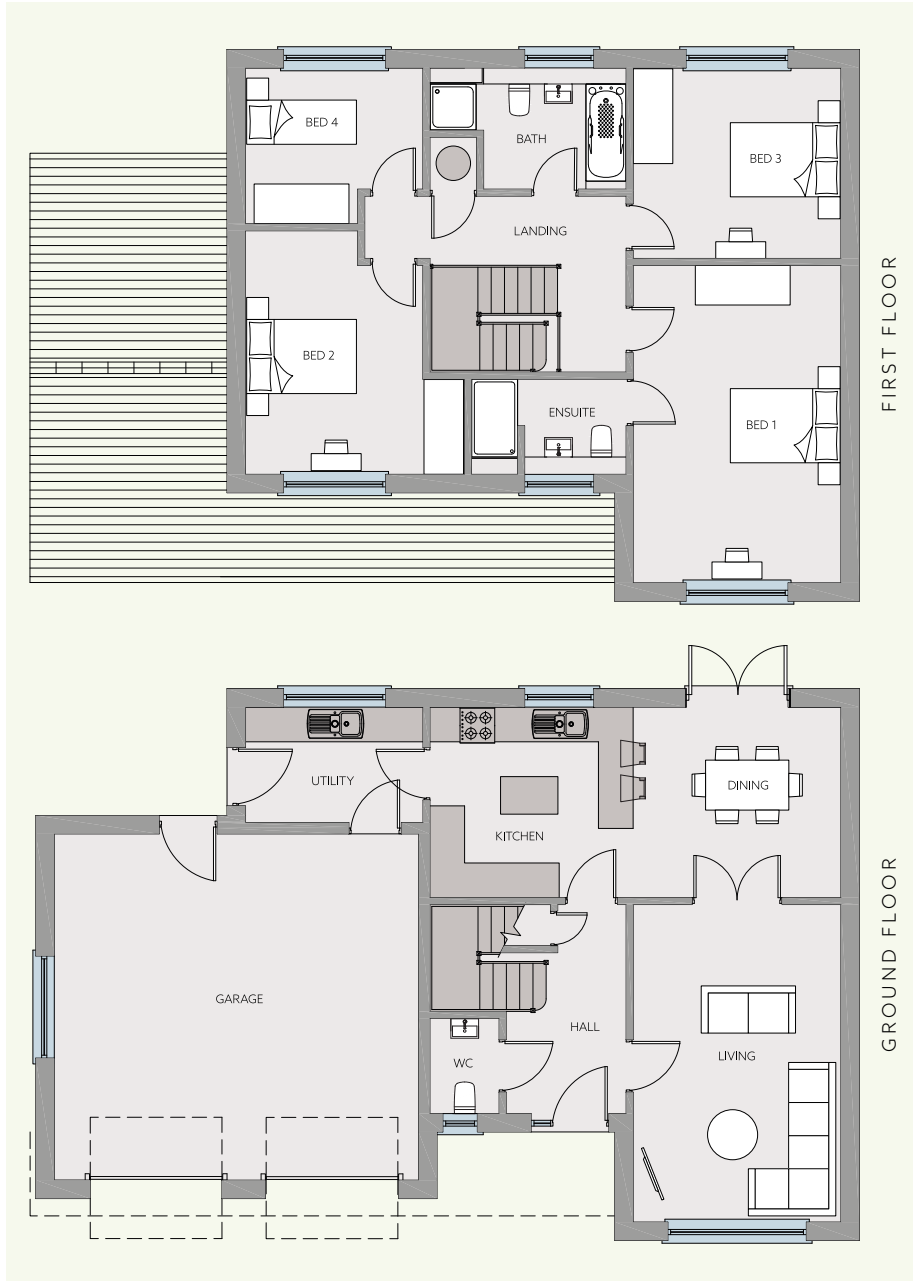 BED 4
BATH
BED 3
LANDING
BED 2
ENSUITE
BED 1
FIRST FLOOR
UTILITY
DINING
KITCHEN
GARAGE
HALL
WC
LIVING
GROUND FLOOR